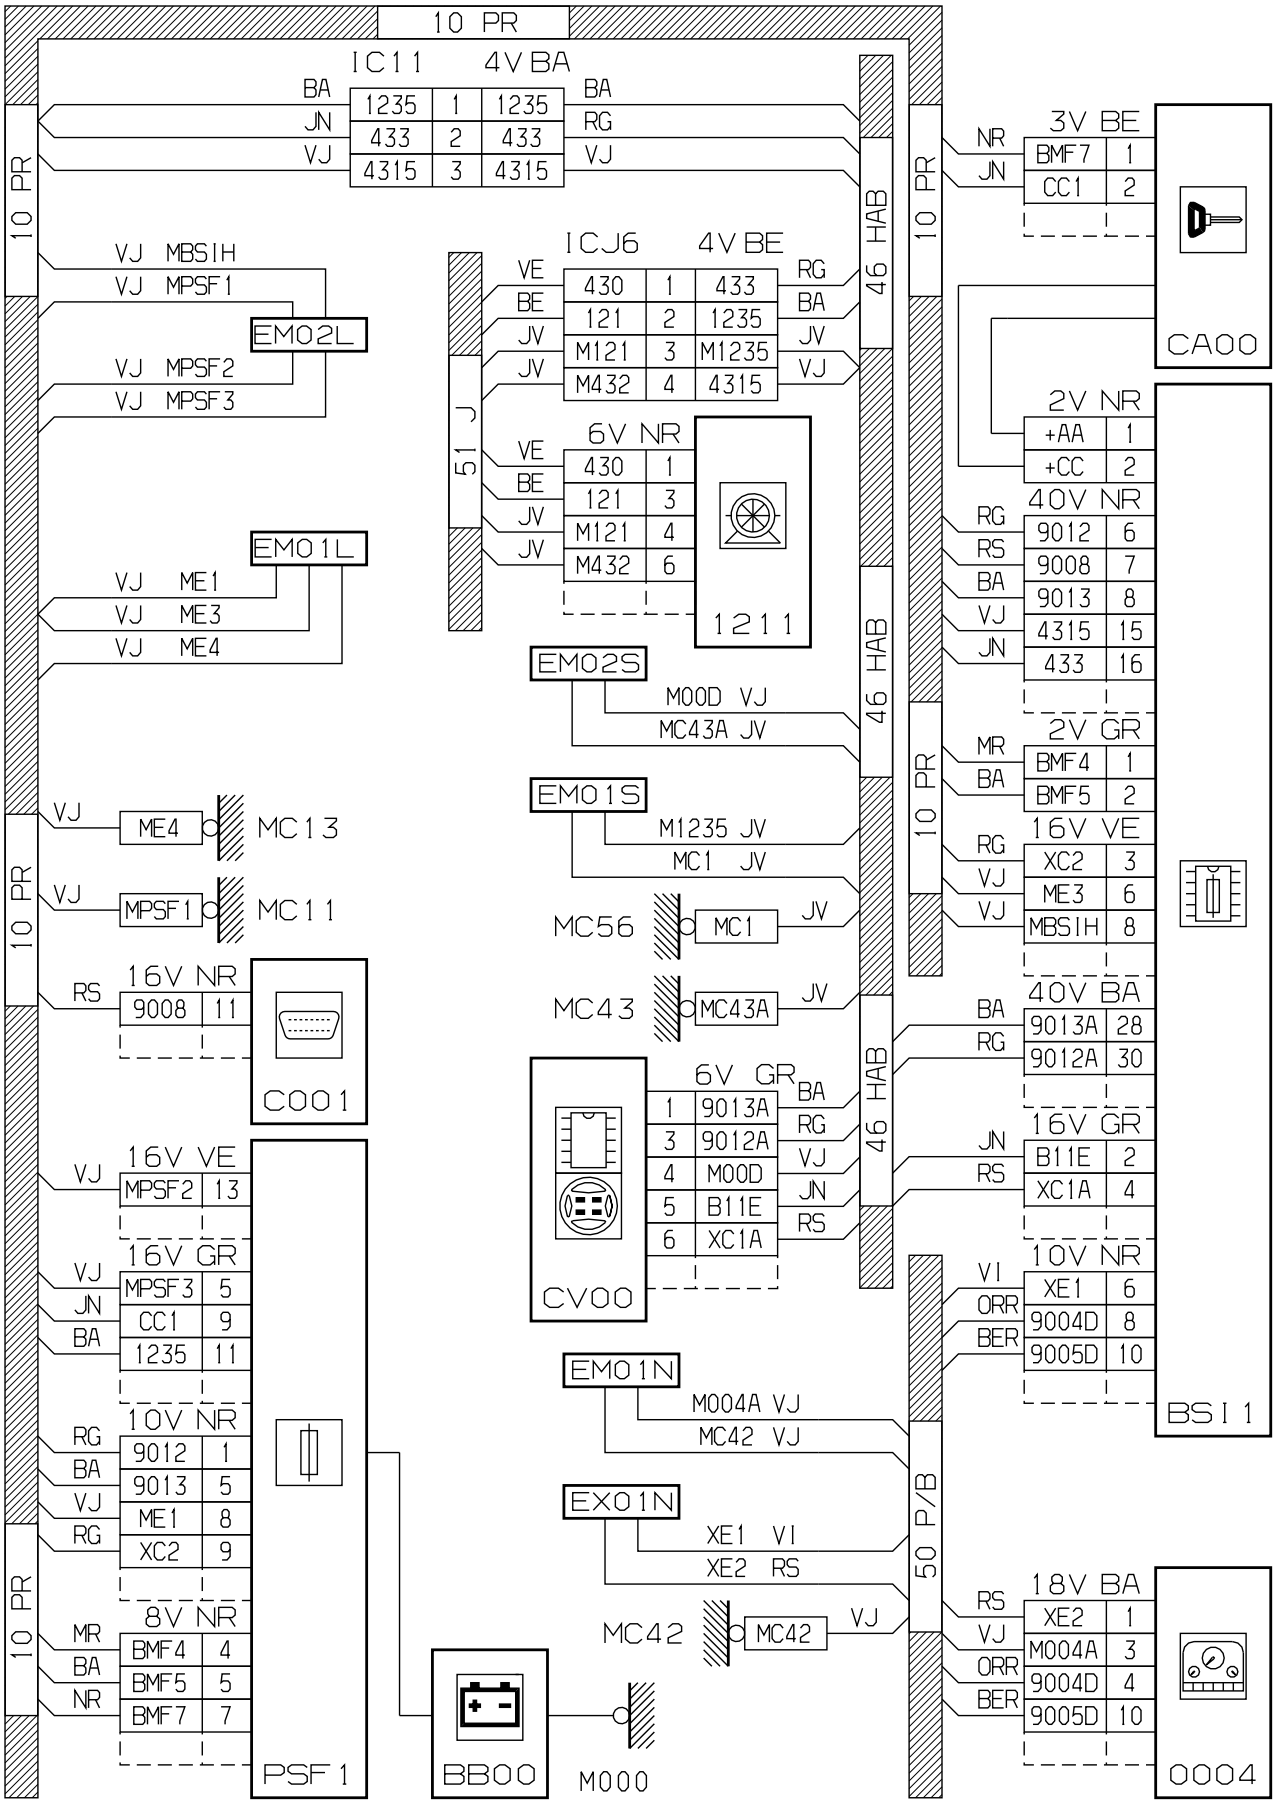 10 PR
IC11 4V BA
BA 1235 1 1235 BA
JN 433 2 433 RG
VJ 4315 3 4315 VJ
10 PR
46 HAB
10 PR
3V BE
NR BMF7 1
JN CC1 2
CA00
VJ MBSIH
VJ MPSF1
EM02L
VJ MPSF2
VJ MPSF3
ICJ6 4V BE
VE 430 1 433 RG
BE 121 2 1235 BA
JV M121 3 M1235 JV
JV M432 4 4315 VJ
51 J
6V NR
VE 430 1
BE 121 3
JV M121 4
JV M432 6
1211
2V NR
+AA 1
+CC 2
40V NR
RG 9012 6
RS 9008 7
BA 9013 8
VJ 4315 15
JN 433 16
EM01L
VJ ME1
VJ ME3
VJ ME4
EM02S
M00D VJ
MC43A JV
46 HAB
EM01S
M1235 JV
MC1 JV
10 PR
2V GR
MR BMF4 1
BA BMF5 2
16V VE
RG XC2 3
VJ ME3 6
VJ MBSIH 8
VJ ME4 MC13
VJ MPSF1 MC11
10 PR
MC56 MC1 JV
MC43 MC43A JV
16V NR
RS 9008 11
C001
40V BA
BA 9013A 28
RG 9012A 30
16V GR
JN B11E 2
RS XC1A 4
46 HAB
6V GR
1 9013A BA
3 9012A RG
4 M00D VJ
5 B11E JN
6 XC1A RS
CV00
16V VE
VJ MPSF2 13
16V GR
VJ MPSF3 5
JN CC1 9
BA 1235 11
10V NR
RG 9012 1
BA 9013 5
VJ ME1 8
RG XC2 9
8V NR
MR BMF4 4
BA BMF5 5
NR BMF7 7
10 PR
PSF1
10V NR
VI XE1 6
ORR 9004D 8
BER 9005D 10
BSI1
EM01N
M004A VJ
MC42 VJ
EX01N
XE1 VI
XE2 RS
MC42 MC42 VJ
50 P/B
18V BA
RS XE2 1
VJ M004A 3
ORR 9004D 4
BER 9005D 10
0004
BB00
M000